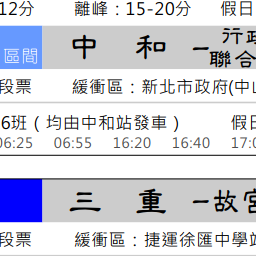 12分 離峰：15-20分 假日
區間 中 和 – 行政
聯合
段票 緩衝區：新北市政府(中山
6班（均由中和站發車） 假日
06:25 06:55 16:20 16:40 17:0
三 重 – 故宮
段票 緩衝區：捷運徐匯中學站